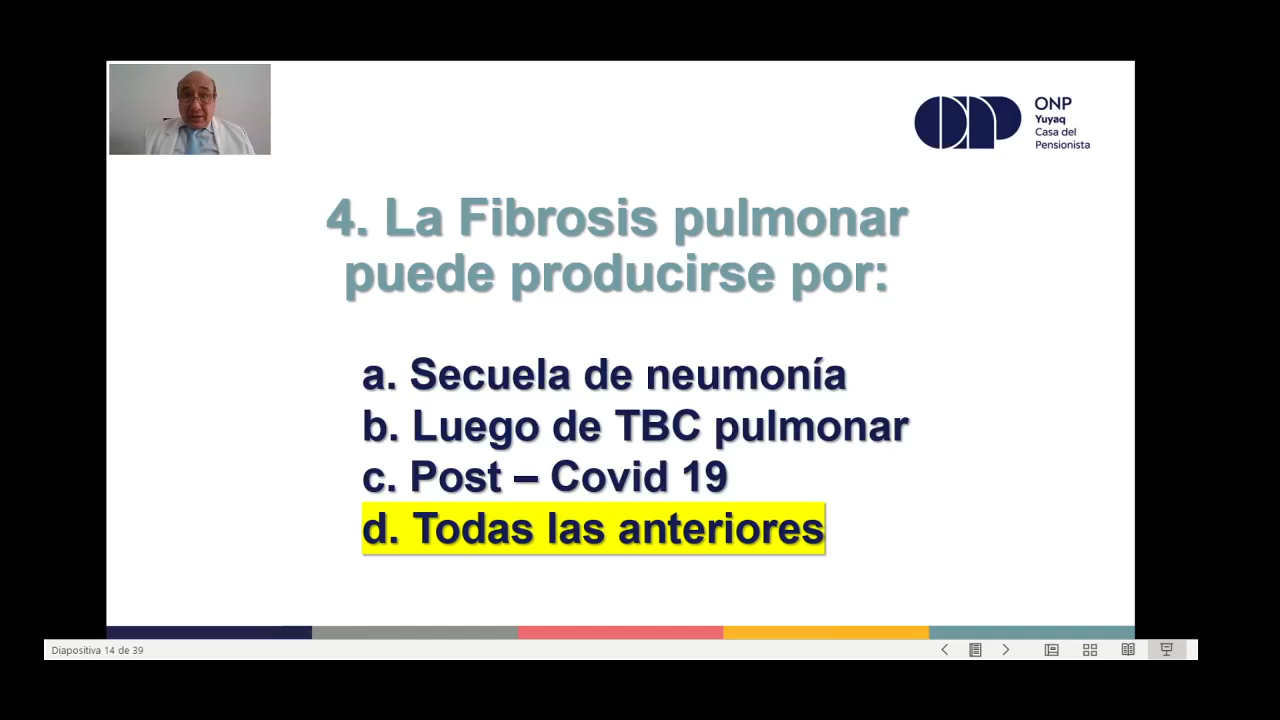 ONP
Yuyaq
Casa del
Pensionista
4. La Fibrosis pulmonar
puede producirse por:
a. Secuela de neumonía
b. Luego de TBC pulmonar
c. Post – Covid 19
d. Todas las anteriores
Diapositiva 14 de 39